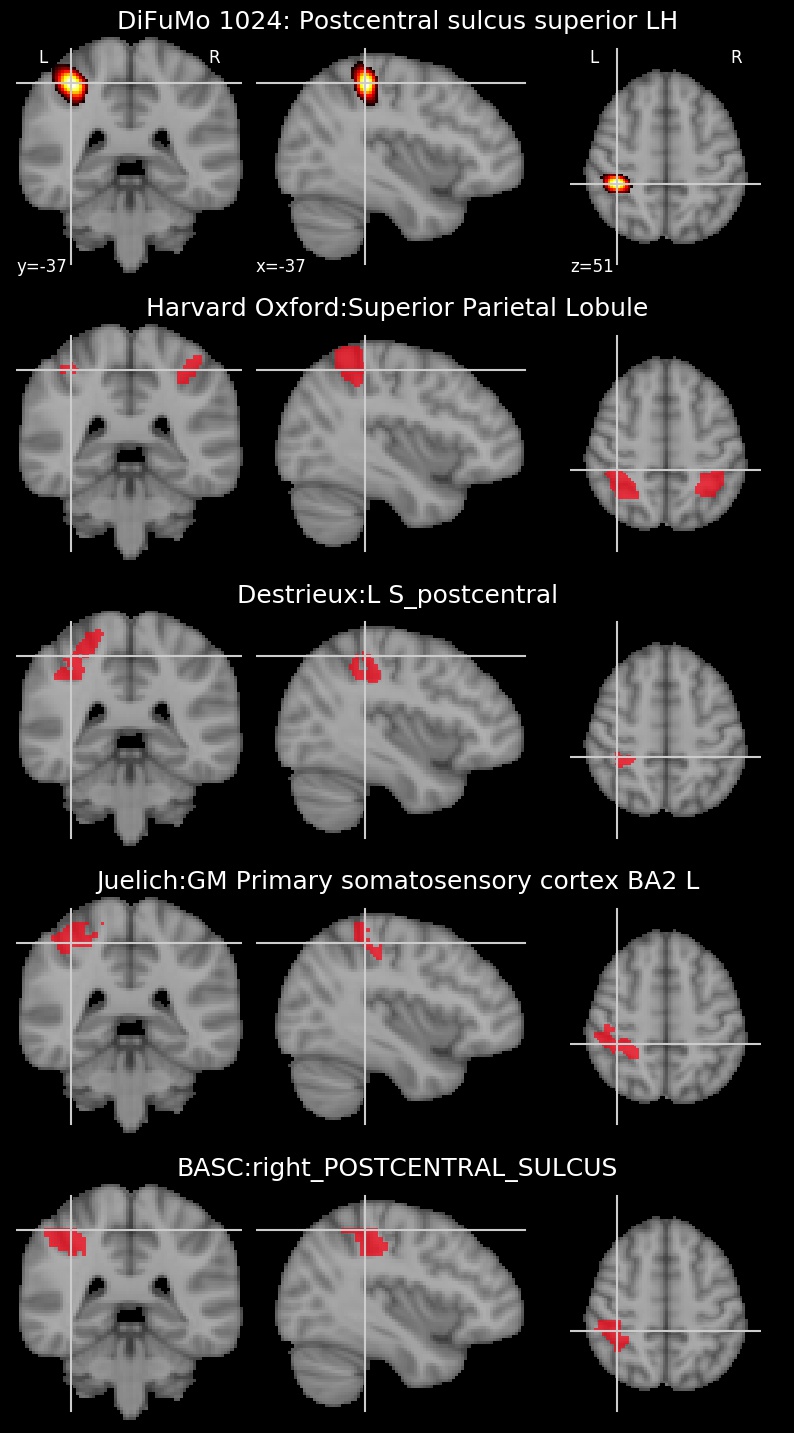 DiFuMo 1024: Postcentral sulcus superior LH
L R L R
y=-37 x=-37 z=51
Harvard Oxford:Superior Parietal Lobule
Destrieux:L S_postcentral
Juelich:GM Primary somatosensory cortex BA2 L
BASC:right_POSTCENTRAL_SULCUS